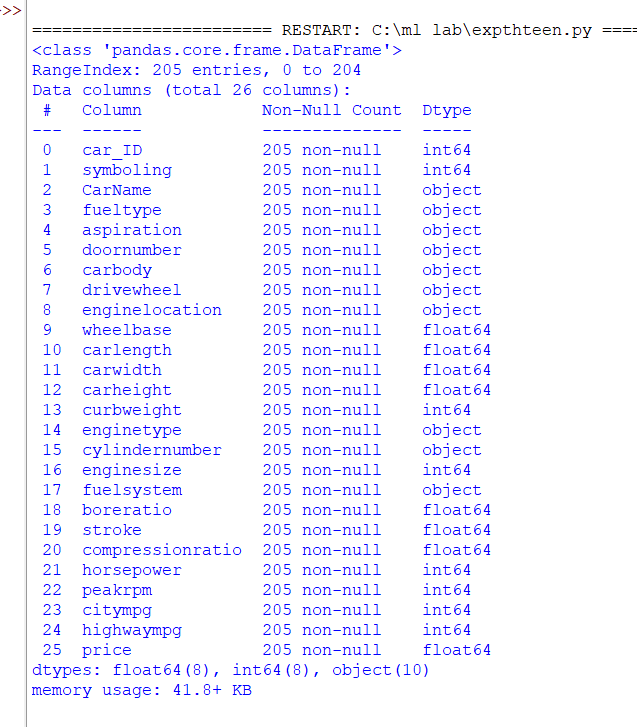 >>
======================== RESTART: C:\ml lab\expthteen.py ====
<class 'pandas.core.frame.DataFrame'>
RangeIndex: 205 entries, 0 to 204
Data columns (total 26 columns):
 #   Column            Non-Null Count  Dtype
---  ------            --------------  -----
 0   car_ID            205 non-null    int64
 1   symboling         205 non-null    int64
 2   CarName           205 non-null    object
 3   fueltype          205 non-null    object
 4   aspiration        205 non-null    object
 5   doornumber        205 non-null    object
 6   carbody           205 non-null    object
 7   drivewheel        205 non-null    object
 8   enginelocation    205 non-null    object
 9   wheelbase         205 non-null    float64
 10  carlength         205 non-null    float64
 11  carwidth          205 non-null    float64
 12  carheight         205 non-null    float64
 13  curbweight        205 non-null    int64
 14  enginetype        205 non-null    object
 15  cylindernumber    205 non-null    object
 16  enginesize        205 non-null    int64
 17  fuelsystem        205 non-null    object
 18  boreratio         205 non-null    float64
 19  stroke            205 non-null    float64
 20  compressionratio  205 non-null    float64
 21  horsepower        205 non-null    int64
 22  peakrpm           205 non-null    int64
 23  citympg           205 non-null    int64
 24  highwaympg        205 non-null    int64
 25  price             205 non-null    float64
dtypes: float64(8), int64(8), object(10)
memory usage: 41.8+ KB